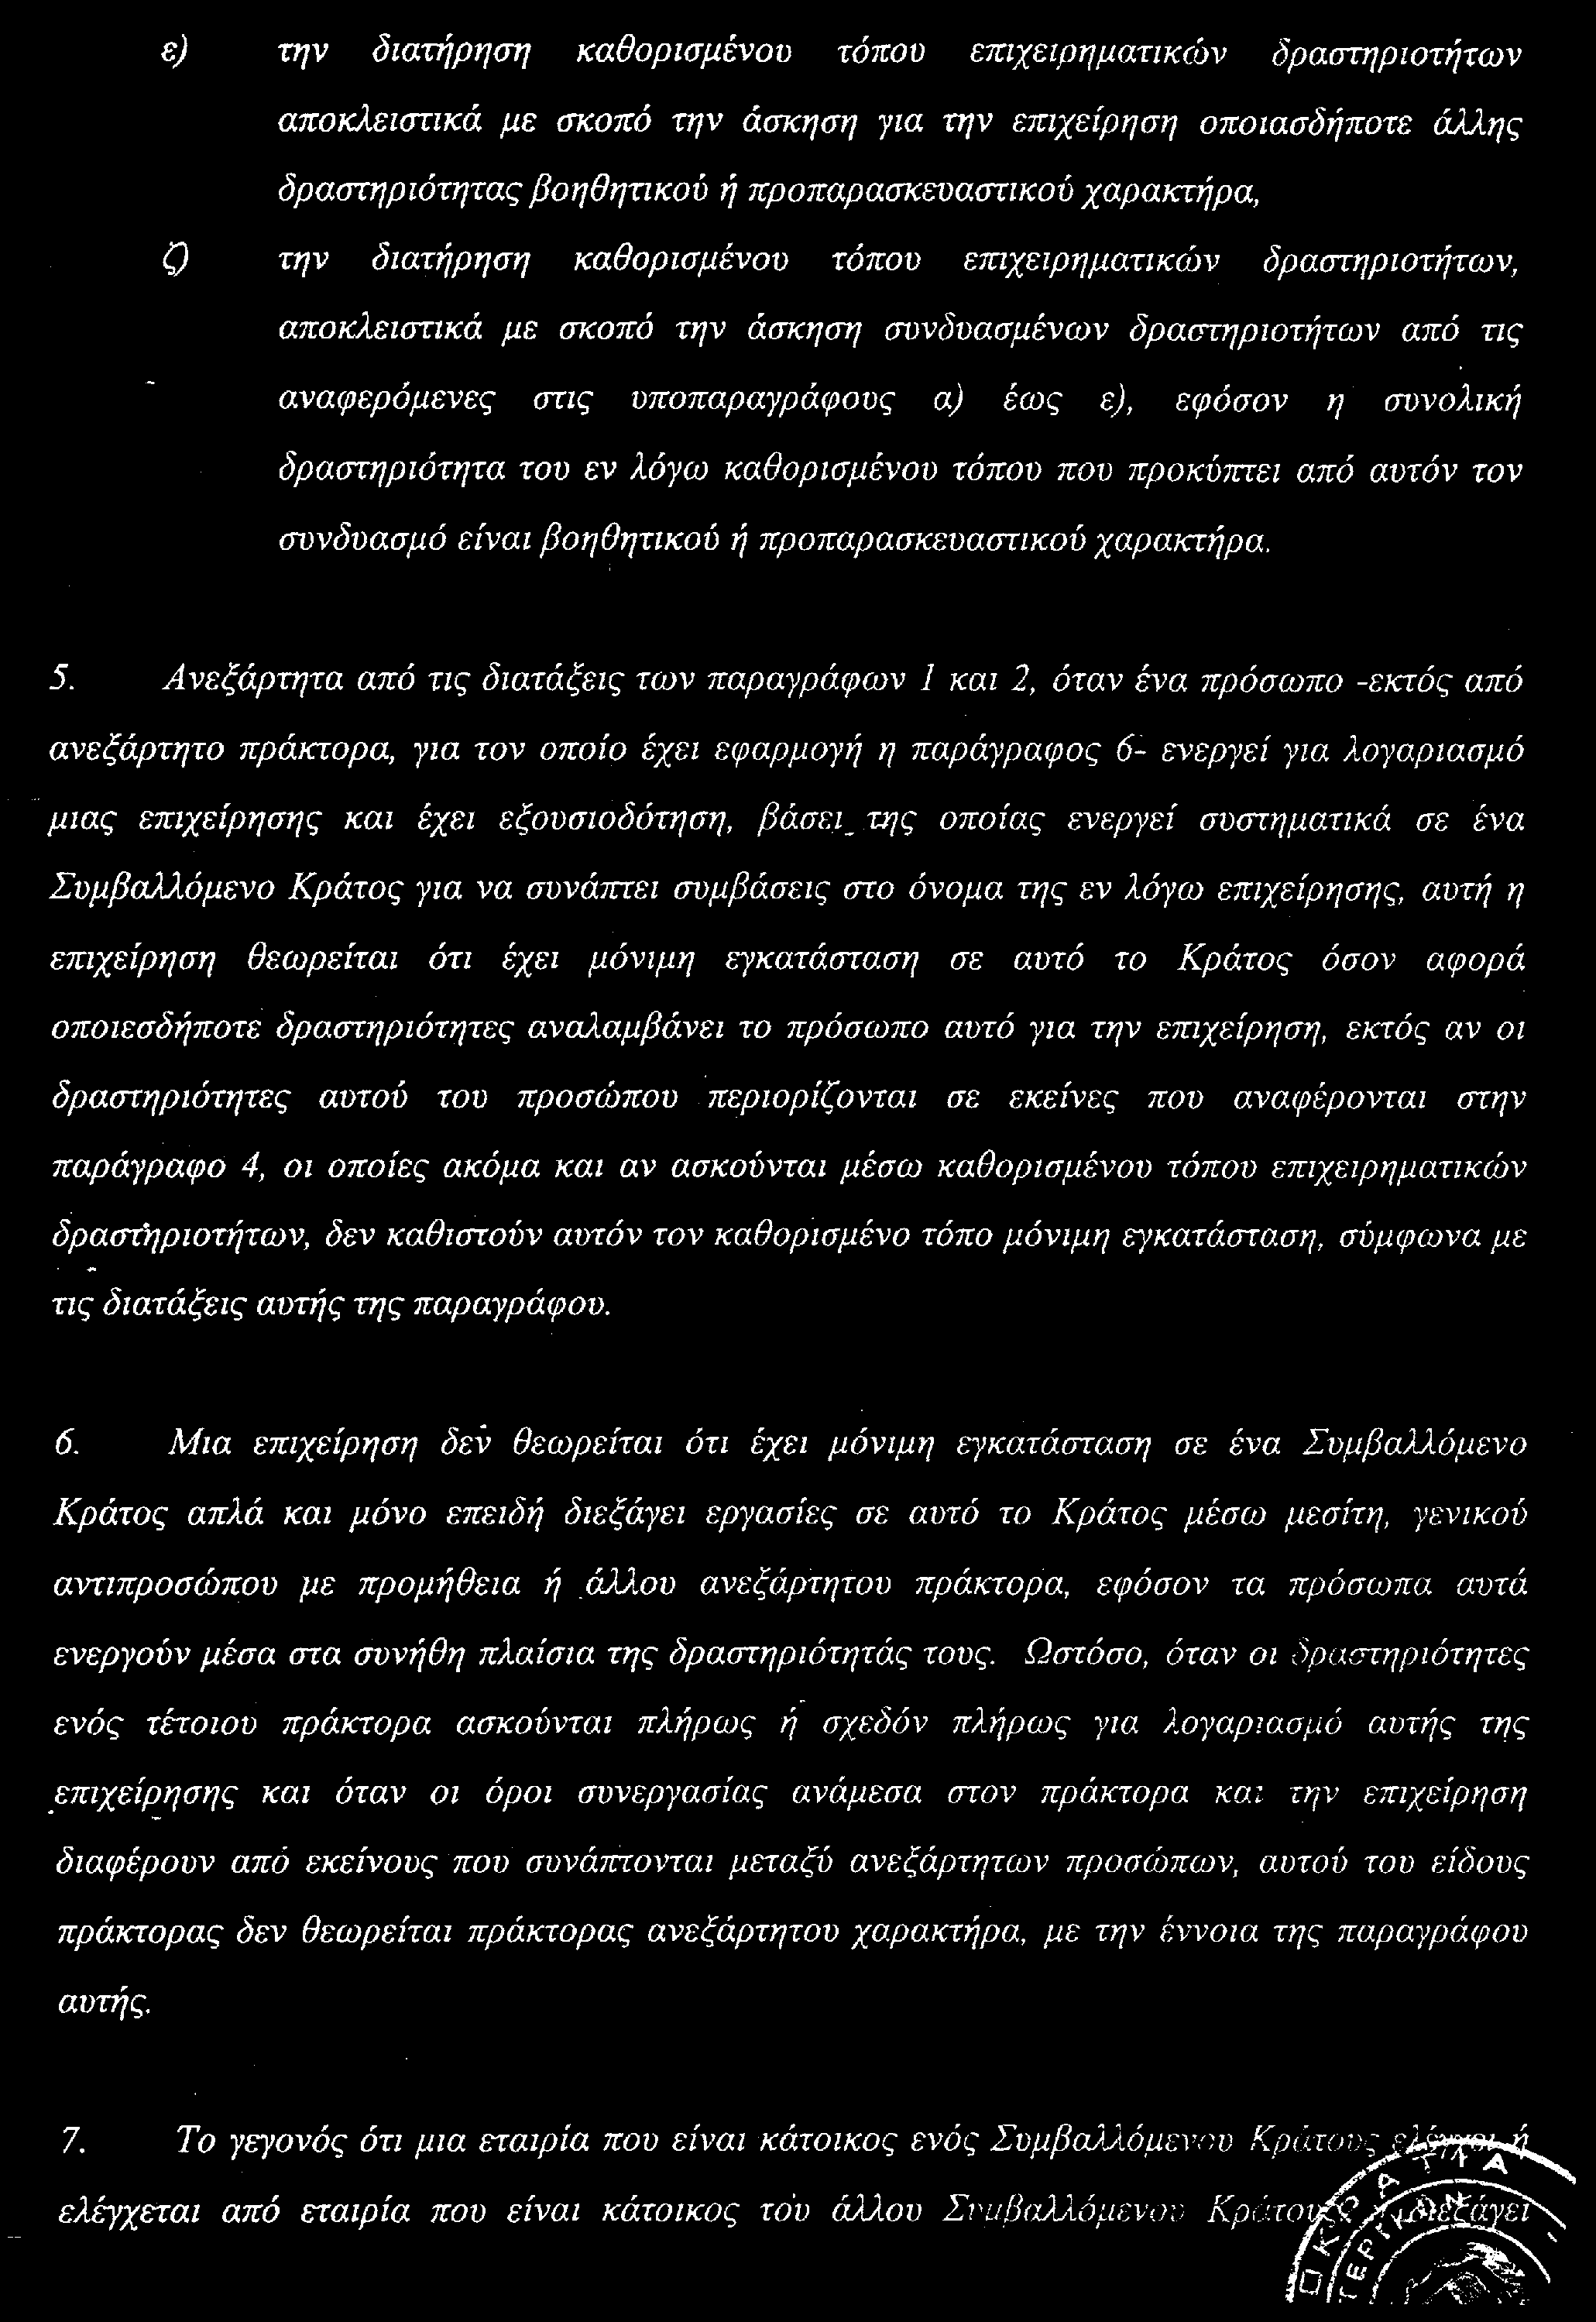 ε) την διατήρηση καθορισμένου τόπου επιχειρηματικών δραστηριοτήτων
αποκλειστικά με σκοπό την άσκηση για την επιχείρηση οποιασδήποτε άλλης
δραστηριότητας βοηθητικού ή προπαρασκευαστικού χαρακτήρα,
ζ) την διατήρηση καθορισμένου τόπου επιχειρηματικών δραστηριοτήτων,
αποκλειστικά με σκοπό την άσκηση συνδυασμένων δραστηριοτήτων από τις
αναφερόμενες στις υποπαραγράφους α) έως ε), εφόσον η συνολική
δραστηριότητα του εν λόγω καθορισμένου τόπου που προκύπτει από αυτόν τον
συνδυασμό είναι βοηθητικού ή προπαρασκευαστικού χαρακτήρα.
5. Ανεξάρτητα από τις διατάξεις των παραγράφων 1 και 2, όταν ένα πρόσωπο -εκτός από
ανεξάρτητο πράκτορα, για τον οποίο έχει εφαρμογή η παράγραφος 6- ενεργεί για λογαριασμό
μιας επιχείρησης και έχει εξουσιοδότηση, βάσει της οποίας ενεργεί συστηματικά σε ένα
Συμβαλλόμενο Κράτος για να συνάπτει συμβάσεις στο όνομα της εν λόγω επιχείρησης, αυτή η
επιχείρηση θεωρείται ότι έχει μόνιμη εγκατάσταση σε αυτό το Κράτος όσον αφορά
οποιεσδήποτε δραστηριότητες αναλαμβάνει το πρόσωπο αυτό για την επιχείρηση, εκτός αν οι
δραστηριότητες αυτού του προσώπου περιορίζονται σε εκείνες που αναφέρονται στην
παράγραφο 4, οι οποίες ακόμα και αν ασκούνται μέσω καθορισμένου τόπου επιχειρηματικών
δραστηριοτήτων, δεν καθιστούν αυτόν τον καθορισμένο τόπο μόνιμη εγκατάσταση, σύμφωνα με
τις διατάξεις αυτής της παραγράφου.
6. Μια επιχείρηση δεν θεωρείται ότι έχει μόνιμη εγκατάσταση σε ένα Συμβαλλόμενο
Κράτος απλά και μόνο επειδή διεξάγει εργασίες σε αυτό το Κράτος μέσω μεσίτη, γενικού
αντιπροσώπου με προμήθεια ή άλλου ανεξάρτητου πράκτορα, εφόσον τα πρόσωπα αυτά
ενεργούν μέσα στα συνήθη πλαίσια της δραστηριότητάς τους. Ωστόσο, όταν οι δραστηριότητες
ενός τέτοιου πράκτορα ασκούνται πλήρως ή σχεδόν πλήρως για λογαριασμό αυτής της
επιχείρησης και όταν οι όροι συνεργασίας ανάμεσα στον πράκτορα και την επιχείρηση
διαφέρουν από εκείνους που συνάπτονται μεταξύ ανεξάρτητων προσώπων, αυτού του είδους
πράκτορας δεν θεωρείται πράκτορας ανεξάρτητου χαρακτήρα, με την έννοια της παραγράφου
αυτής.
7. Το γεγονός ότι μια εταιρία που είναι κάτοικος ενός Συμβαλλόμενου Κράτους ελέγχει ή
ελέγχεται από εταιρία που είναι κάτοικος του άλλου Συμβαλλόμενου Κράτους διεξάγει